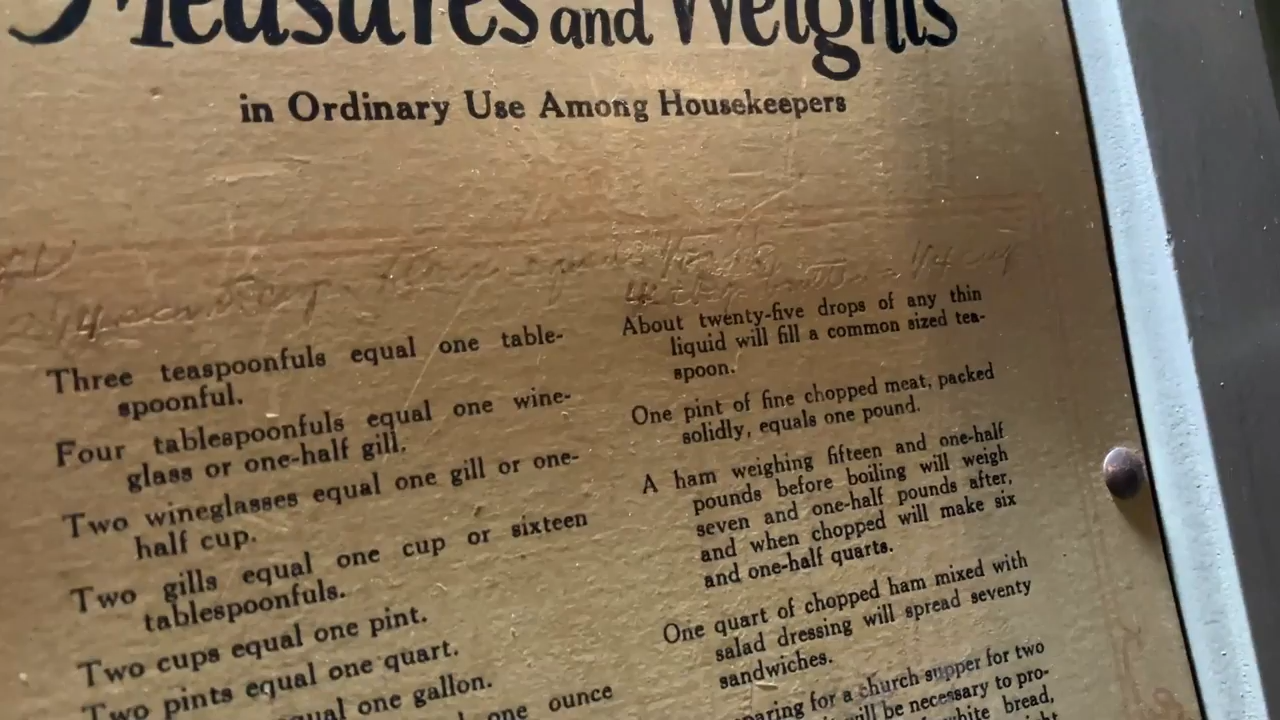 Measures and Weights
in Ordinary Use Among Housekeepers
1/4 cup
Three teaspoonfuls equal one table-
spoonful.
Four tablespoonfuls equal one wine-
glass or one-half gill.
Two wineglasses equal one gill or one-
half cup.
Two gills equal one cup or sixteen
tablespoonfuls.
Two cups equal one pint.
Two pints equal one quart.
equal one gallon.
one ounce
About twenty-five drops of any thin
liquid will fill a common sized tea-
spoon.
One pint of fine chopped meat, packed
solidly, equals one pound.
A ham weighing fifteen and one-half
pounds before boiling will weigh
seven and one-half pounds after,
and when chopped will make six
and one-half quarts.
One quart of chopped ham mixed with
salad dressing will spread seventy
sandwiches.
for a church supper for two
will be necessary to pro-
white bread,